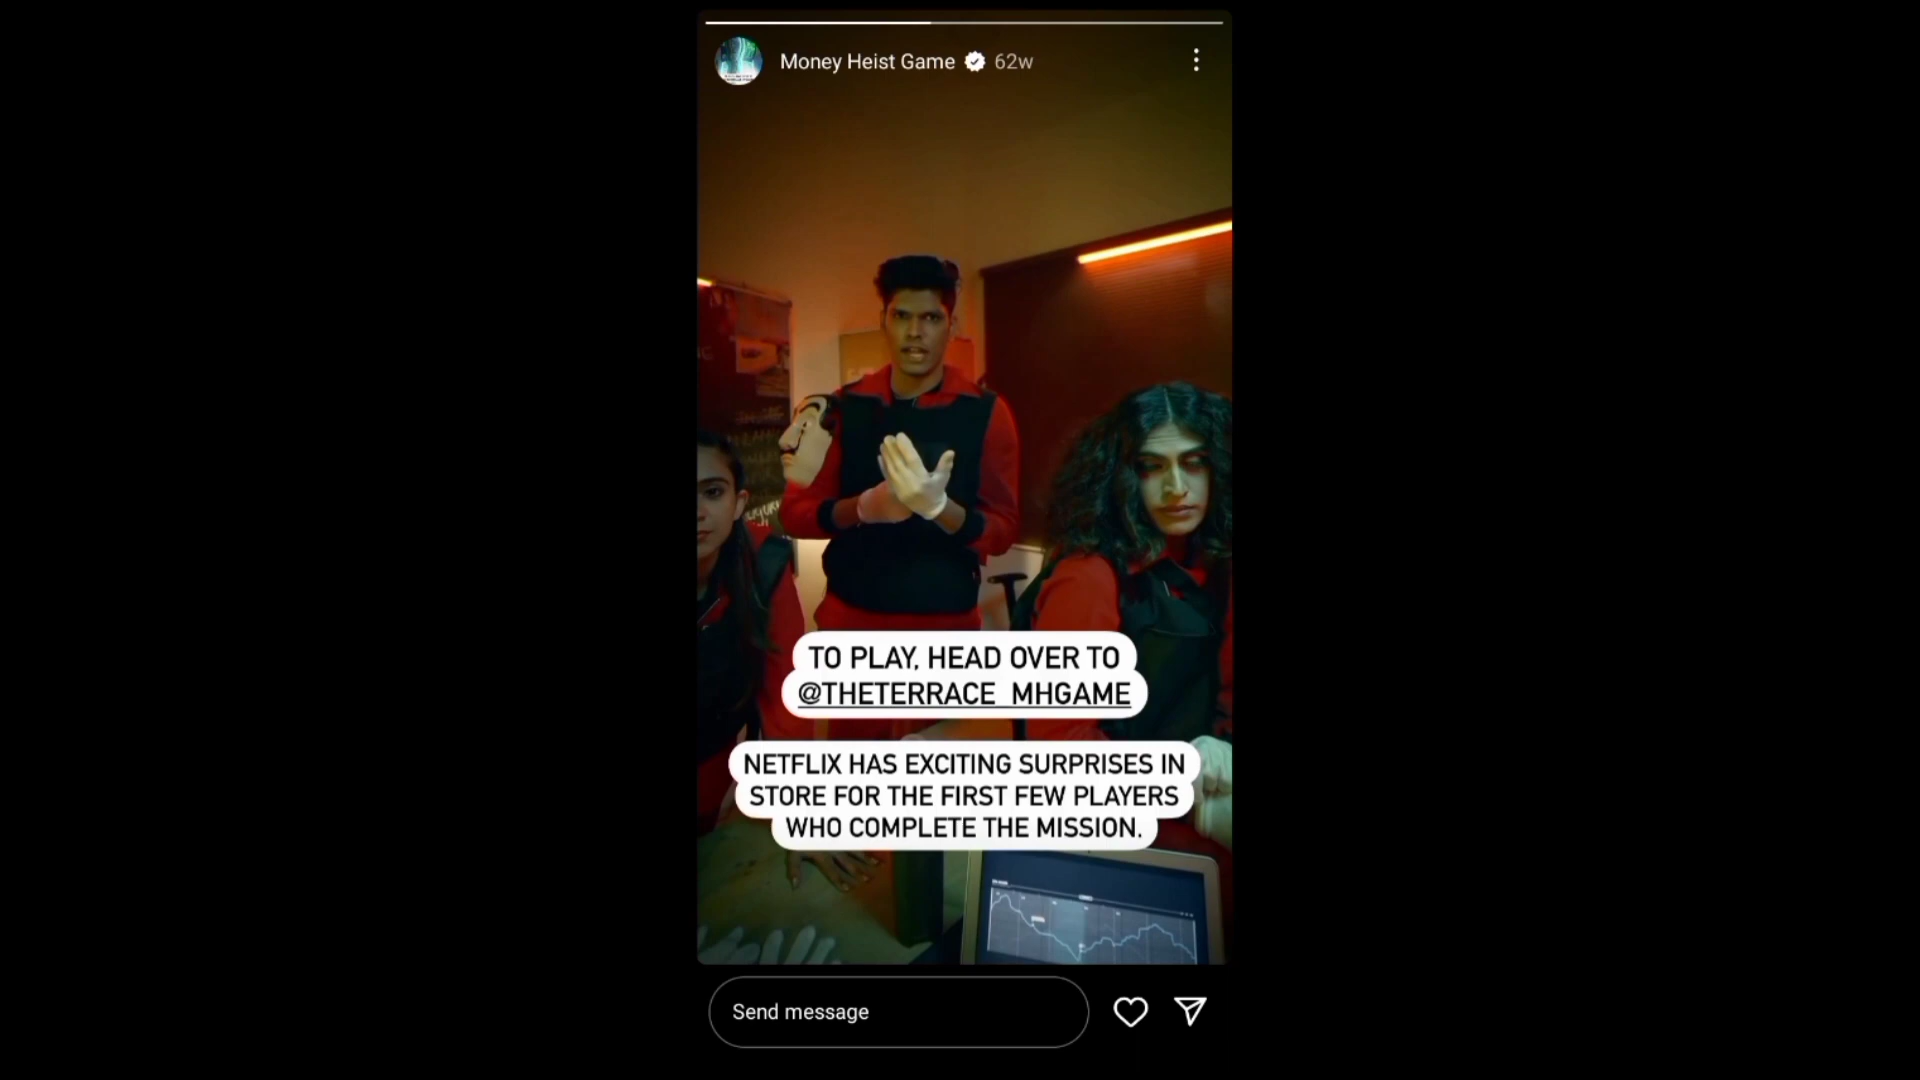 Money Heist Game 62w
TO PLAY, HEAD OVER TO
@THETERRACE_MHGAME
NETFLIX HAS EXCITING SURPRISES IN
STORE FOR THE FIRST FEW PLAYERS
WHO COMPLETE THE MISSION.
Send message